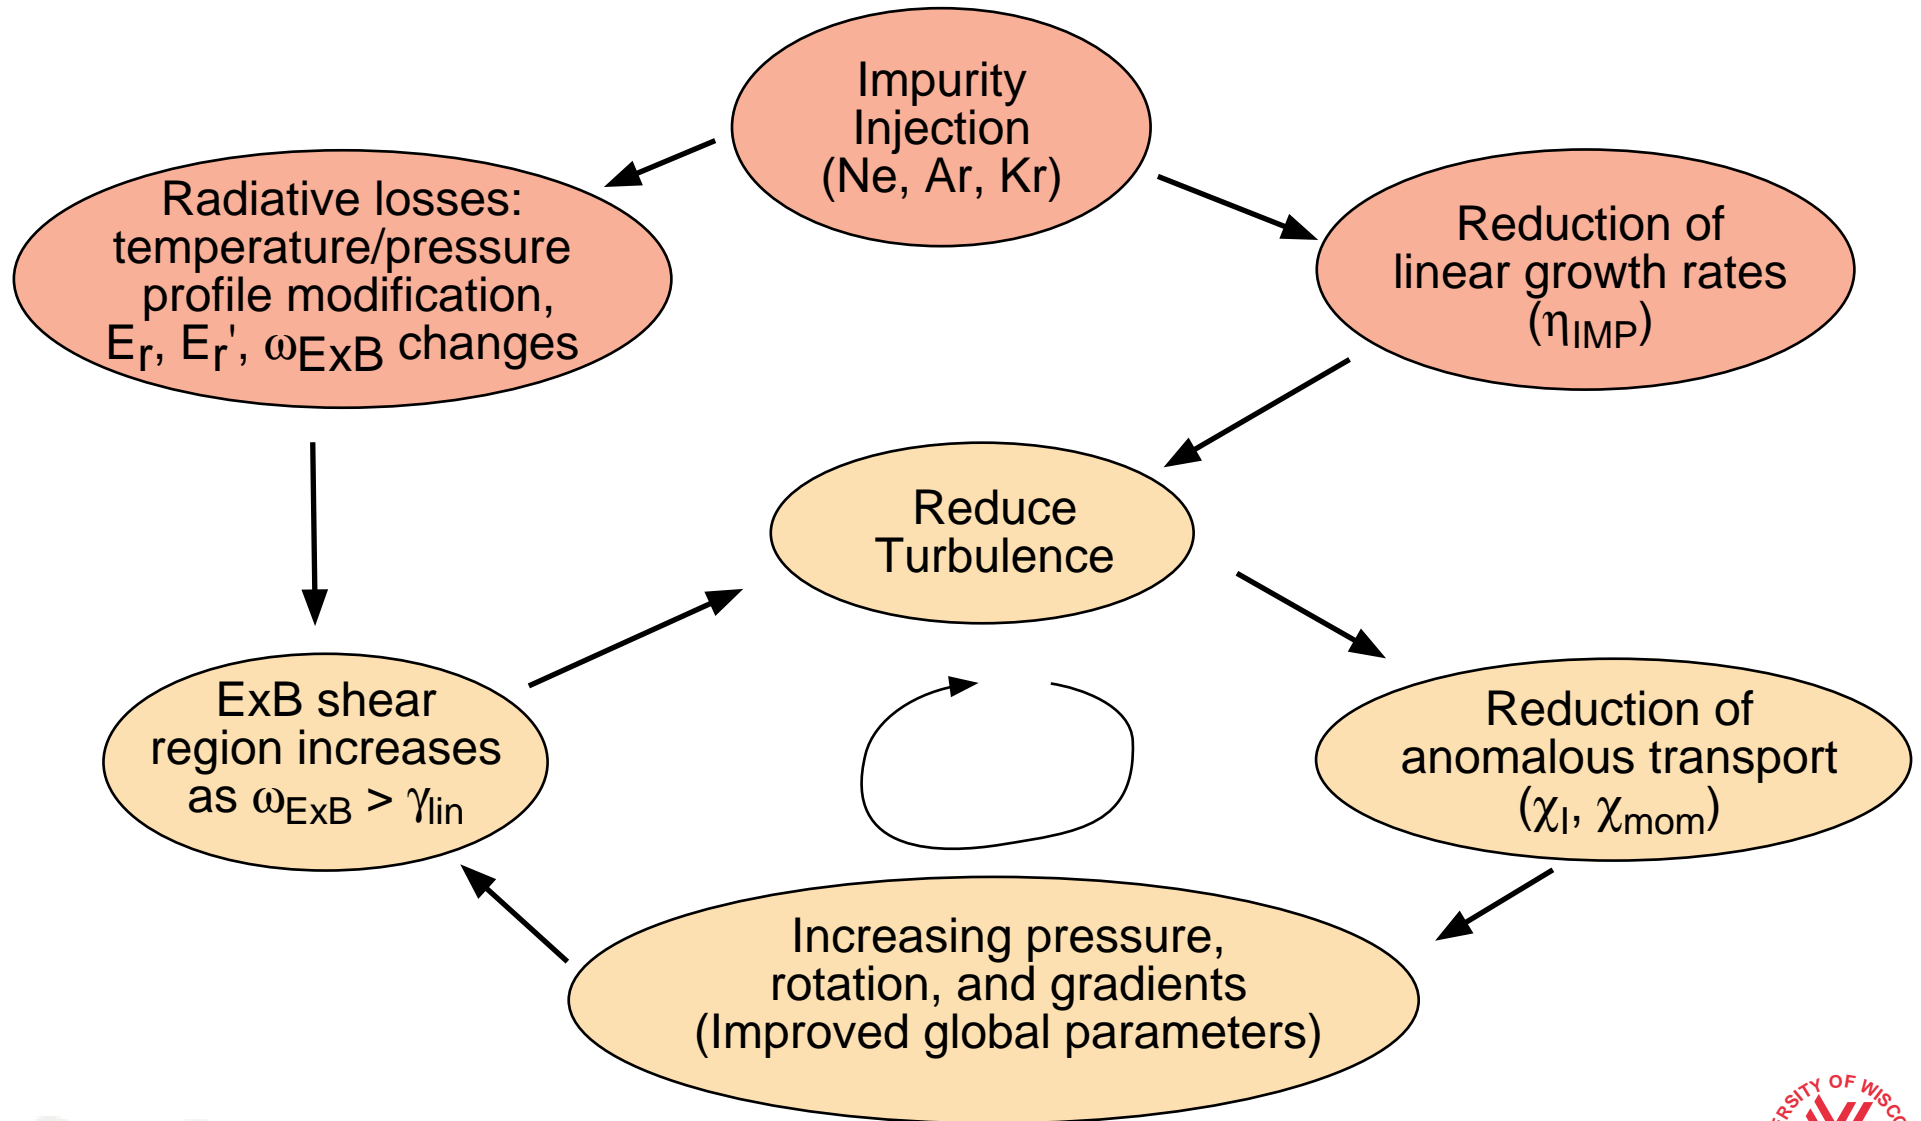 Impurity
Injection
(Ne, Ar, Kr)
Radiative losses:
temperature/pressure
profile modification,
Er, Er', ωExB changes
Reduction of
linear growth rates
(ηIMP)
Reduce
Turbulence
ExB shear
region increases
as ωExB > γlin
Reduction of
anomalous transport
(χI, χmom)
Increasing pressure,
rotation, and gradients
(Improved global parameters)
OF